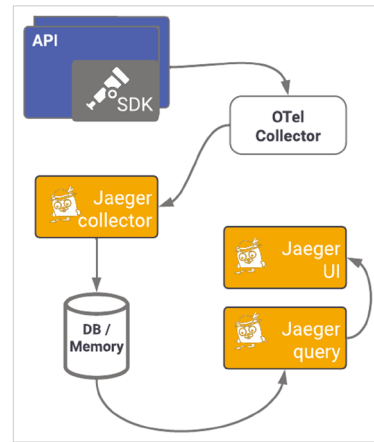 API
SDK
OTel
Collector
Jaeger
collector
DB /
Memory
Jaeger
UI
Jaeger
query